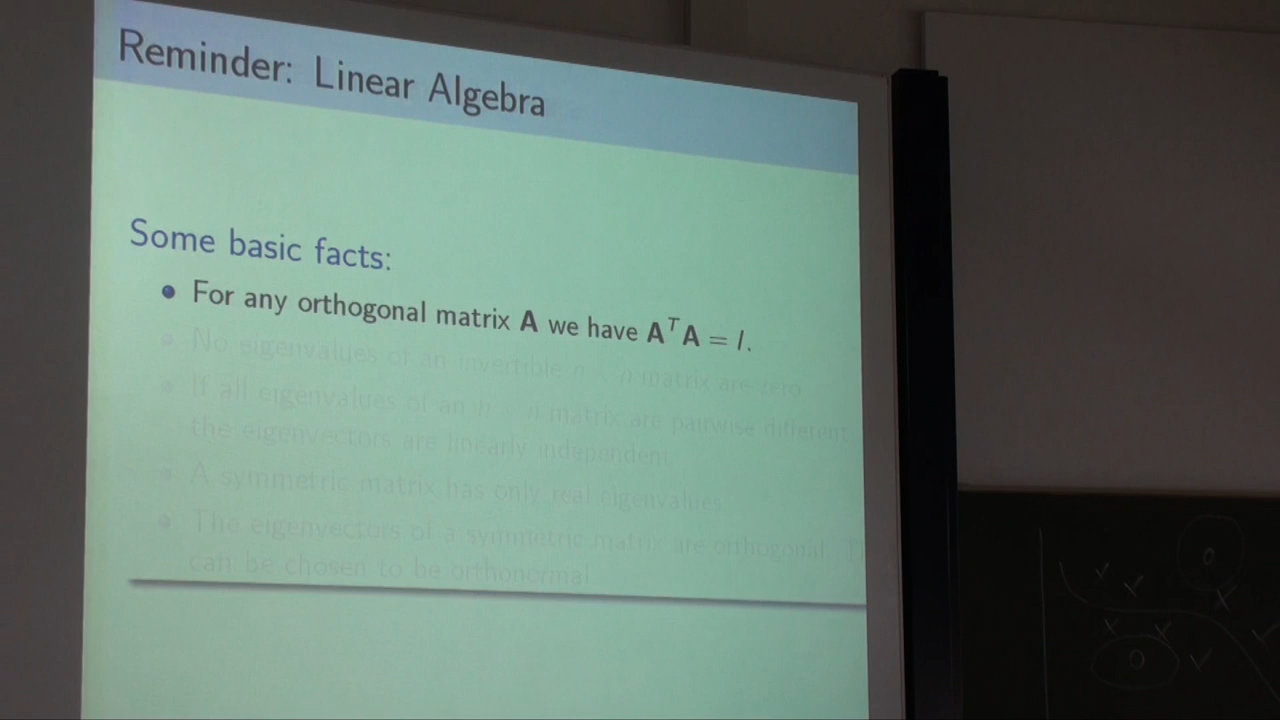 Reminder: Linear Algebra
Some basic facts:
• For any orthogonal matrix A we have AᵀA = I.
• No eigenvalues of an invertible n × n matrix are zero
• If all eigenvalues of an n × n matrix are pairwise different
the eigenvectors are linearly independent
• A symmetric matrix has only real eigenvalues
• The eigenvectors of a symmetric matrix are orthogonal.
can be chosen to be orthonormal